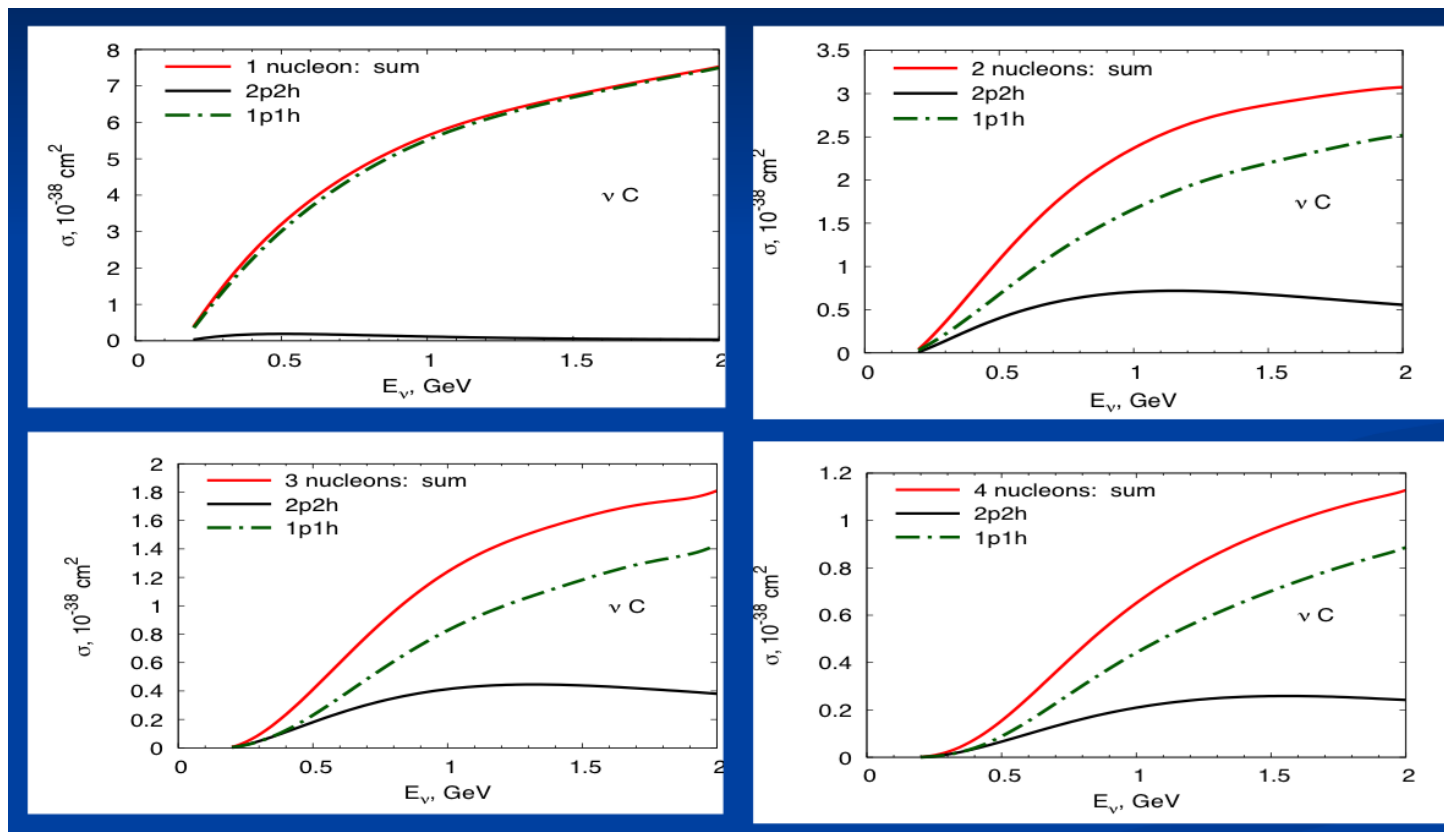 8
7
6
5
4
3
2
1
0
0 0.5 1 1.5 2
σ, 10⁻³⁸ cm²
E_ν, GeV
1 nucleon: sum
2p2h
1p1h
ν C
3.5
3
2.5
2
1.5
1
0.5
0
0 0.5 1 1.5 2
σ, 10⁻³⁸ cm²
E_ν, GeV
2 nucleons: sum
2p2h
1p1h
ν C
2
1.8
1.6
1.4
1.2
1
0.8
0.6
0.4
0.2
0
0 0.5 1 1.5 2
σ, 10⁻³⁸ cm²
E_ν, GeV
3 nucleons: sum
2p2h
1p1h
ν C
1.2
1
0.8
0.6
0.4
0.2
0
0 0.5 1 1.5 2
σ, 10⁻³⁸ cm²
E_ν, GeV
4 nucleons: sum
2p2h
1p1h
ν C